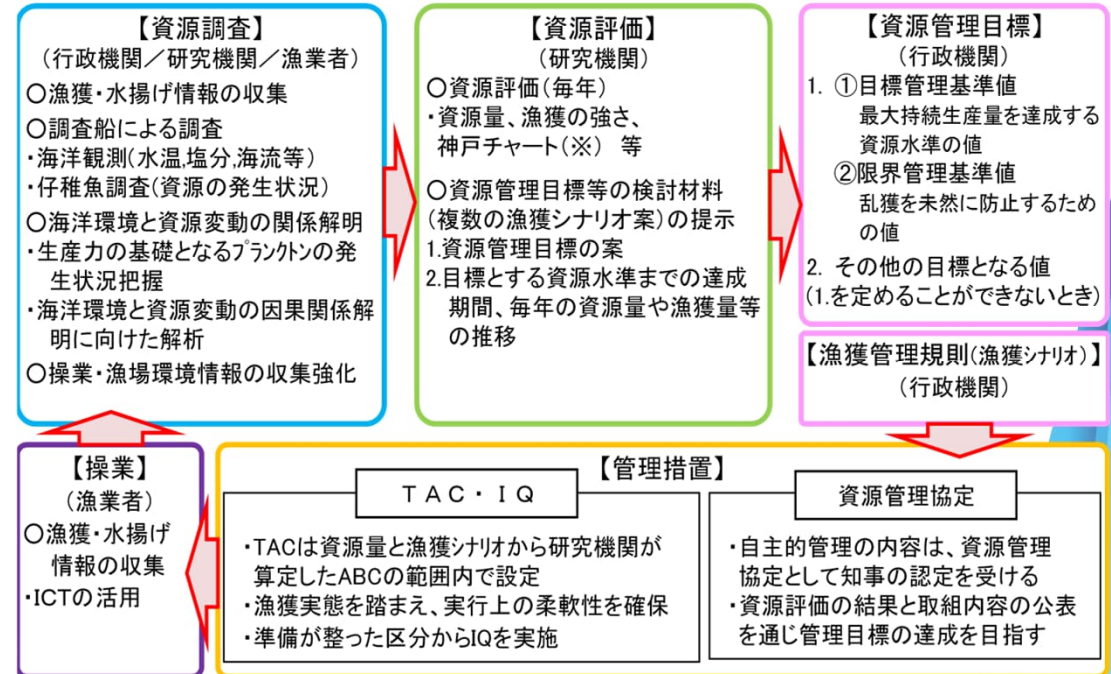 【資源調査】
(行政機関／研究機関／漁業者)
〇漁獲・水揚げ情報の収集
〇調査船による調査
・海洋観測(水温,塩分,海流等)
・仔稚魚調査(資源の発生状況)
〇海洋環境と資源変動の関係解明
・生産力の基礎となるプランクトンの発
生状況把握
・海洋環境と資源変動の因果関係解
明に向けた解析
〇操業・漁場環境情報の収集強化
【資源評価】
(研究機関)
〇資源評価(毎年)
・資源量、漁獲の強さ、
神戸チャート(※) 等
〇資源管理目標等の検討材料
(複数の漁獲シナリオ案)の提示
1.資源管理目標の案
2.目標とする資源水準までの達成
期間、毎年の資源量や漁獲量等
の推移
【資源管理目標】
(行政機関)
1. ①目標管理基準値
最大持続生産量を達成する
資源水準の値
②限界管理基準値
乱獲を未然に防止するため
の値
2. その他の目標となる値
(1.を定めることができないとき)
【漁獲管理規則(漁獲シナリオ)】
(行政機関)
【管理措置】
TAC・IQ
・TACは資源量と漁獲シナリオから研究機関が
算定したABCの範囲内で設定
・漁獲実態を踏まえ、実行上の柔軟性を確保
・準備が整った区分からIQを実施
資源管理協定
・自主的管理の内容は、資源管理
協定として知事の認定を受ける
・資源評価の結果と取組内容の公表
を通じ管理目標の達成を目指す
【操業】
(漁業者)
〇漁獲・水揚げ
情報の収集
・ICTの活用